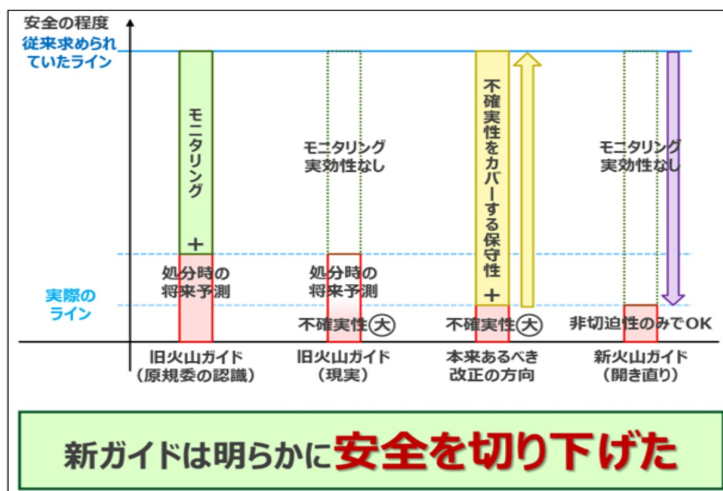 安全の程度
従来求められ
ていたライン
モニタリング
+
処分時の
将来予測
モニタリング
実効性なし
処分時の
将来予測
不確実性大
不確実性をカバーする保守性
+
不確実性大
モニタリング
実効性なし
非切迫性のみでOK
実際の
ライン
旧火山ガイド
（原規委の認識）
旧火山ガイド
（現実）
本来あるべき
改正の方向
新火山ガイド
（開き直り）
新ガイドは明らかに安全を切り下げた